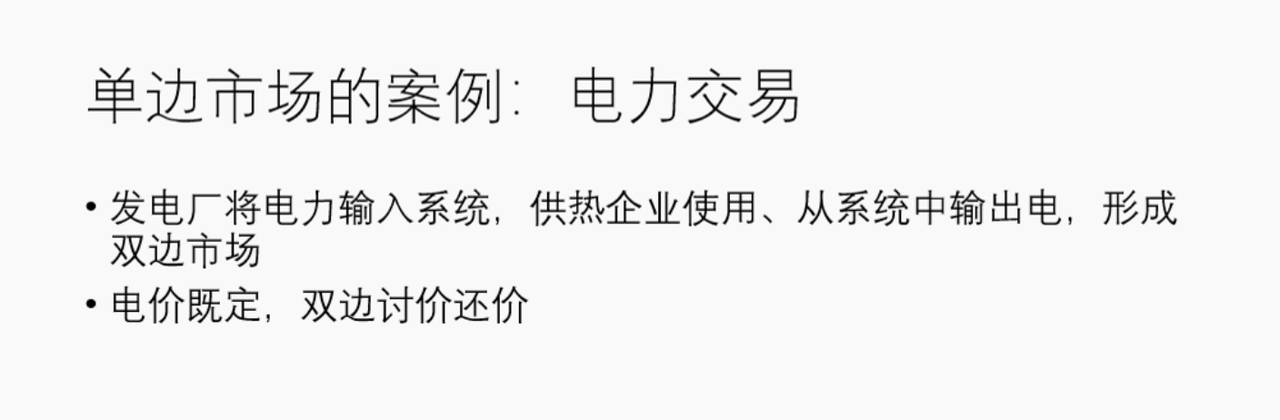 单边市场的案例： 电力交易
• 发电厂将电力输入系统，供热企业使用、从系统中输出电，形成
双边市场
• 电价既定，双边讨价还价